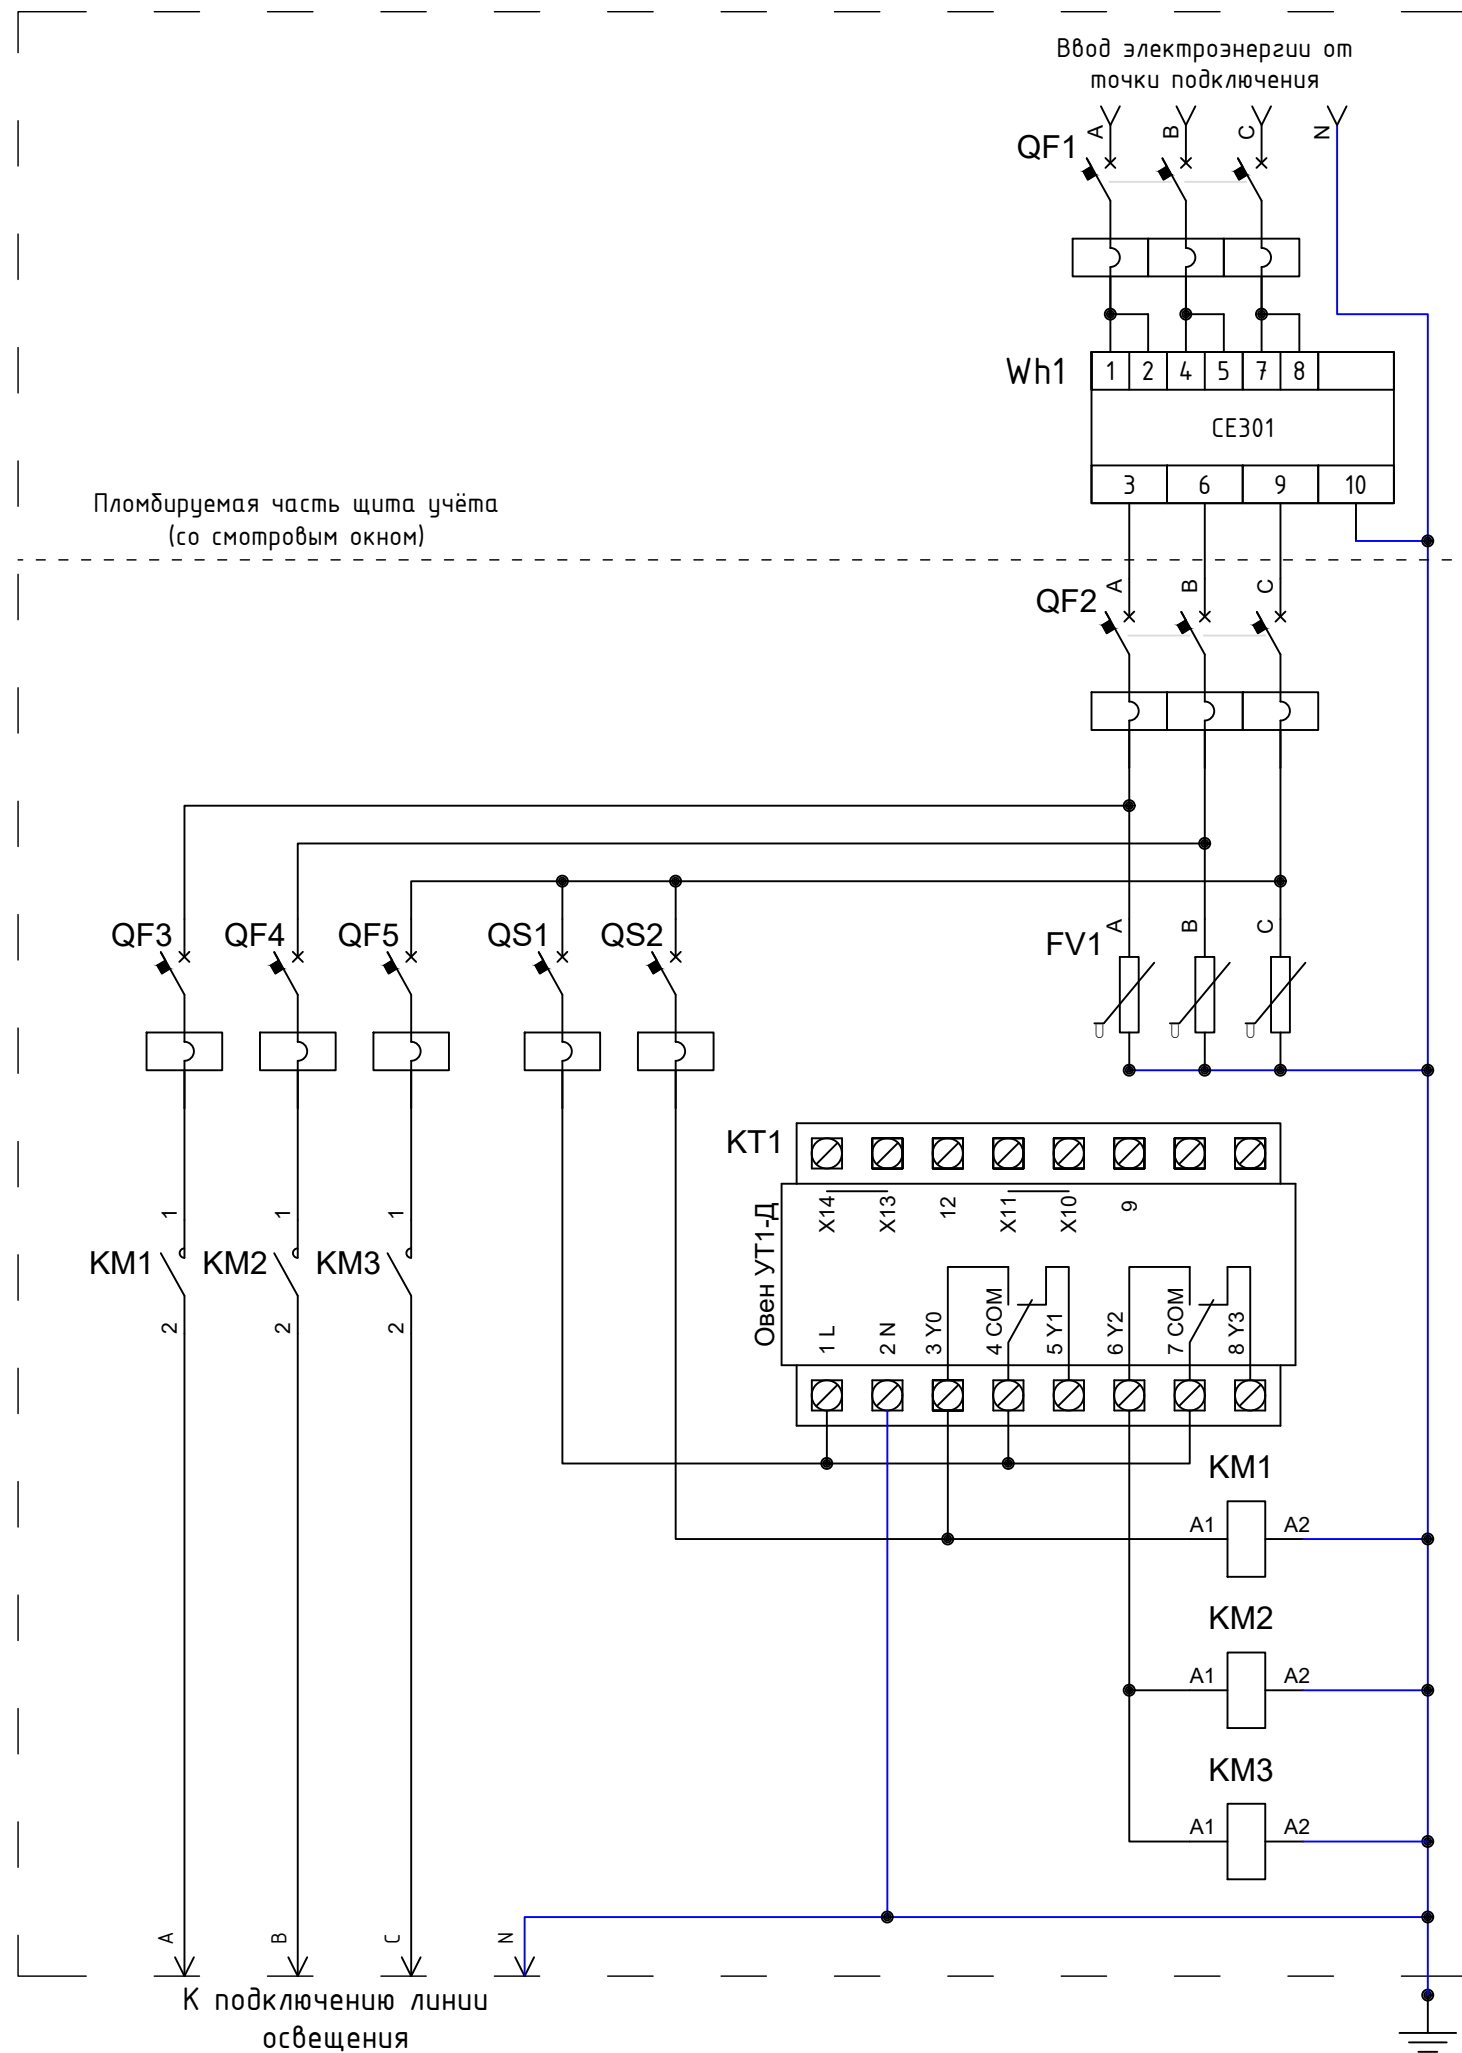 Ввод электроэнергии от
точки подключения
A
B
C
N
QF1
Wh1
1 2 4 5 7 8
CE301
3 6 9 10
Пломбируемая часть щита учёта
(со смотровым окном)
A
B
C
QF2
QF3
QF4
QF5
QS1
QS2
FV1
A
B
C
KT1
Овен УТ1-Д
X14
X13
12
X11
X10
9
1 L
2 N
3 Y0
4 COM
5 Y1
6 Y2
7 COM
8 Y3
1
1
1
KM1
KM2
KM3
2
2
2
KM1
A1
A2
KM2
A1
A2
KM3
A1
A2
A
B
C
N
К подключению линии
освещения